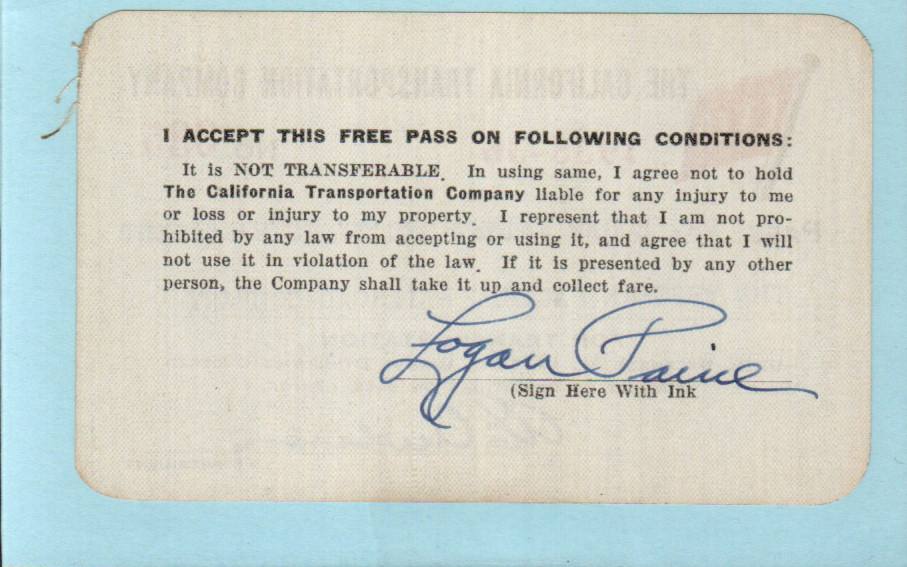 I ACCEPT THIS FREE PASS ON FOLLOWING CONDITIONS:
It is NOT TRANSFERABLE. In using same, I agree not to hold
The California Transportation Company liable for any injury to me
or loss or injury to my property. I represent that I am not pro-
hibited by any law from accepting or using it, and agree that I will
not use it in violation of the law. If it is presented by any other
person, the Company shall take it up and collect fare.
Logan Paine
(Sign Here With Ink
THE CALIFORNIA TRANSPORTATION COMPANY